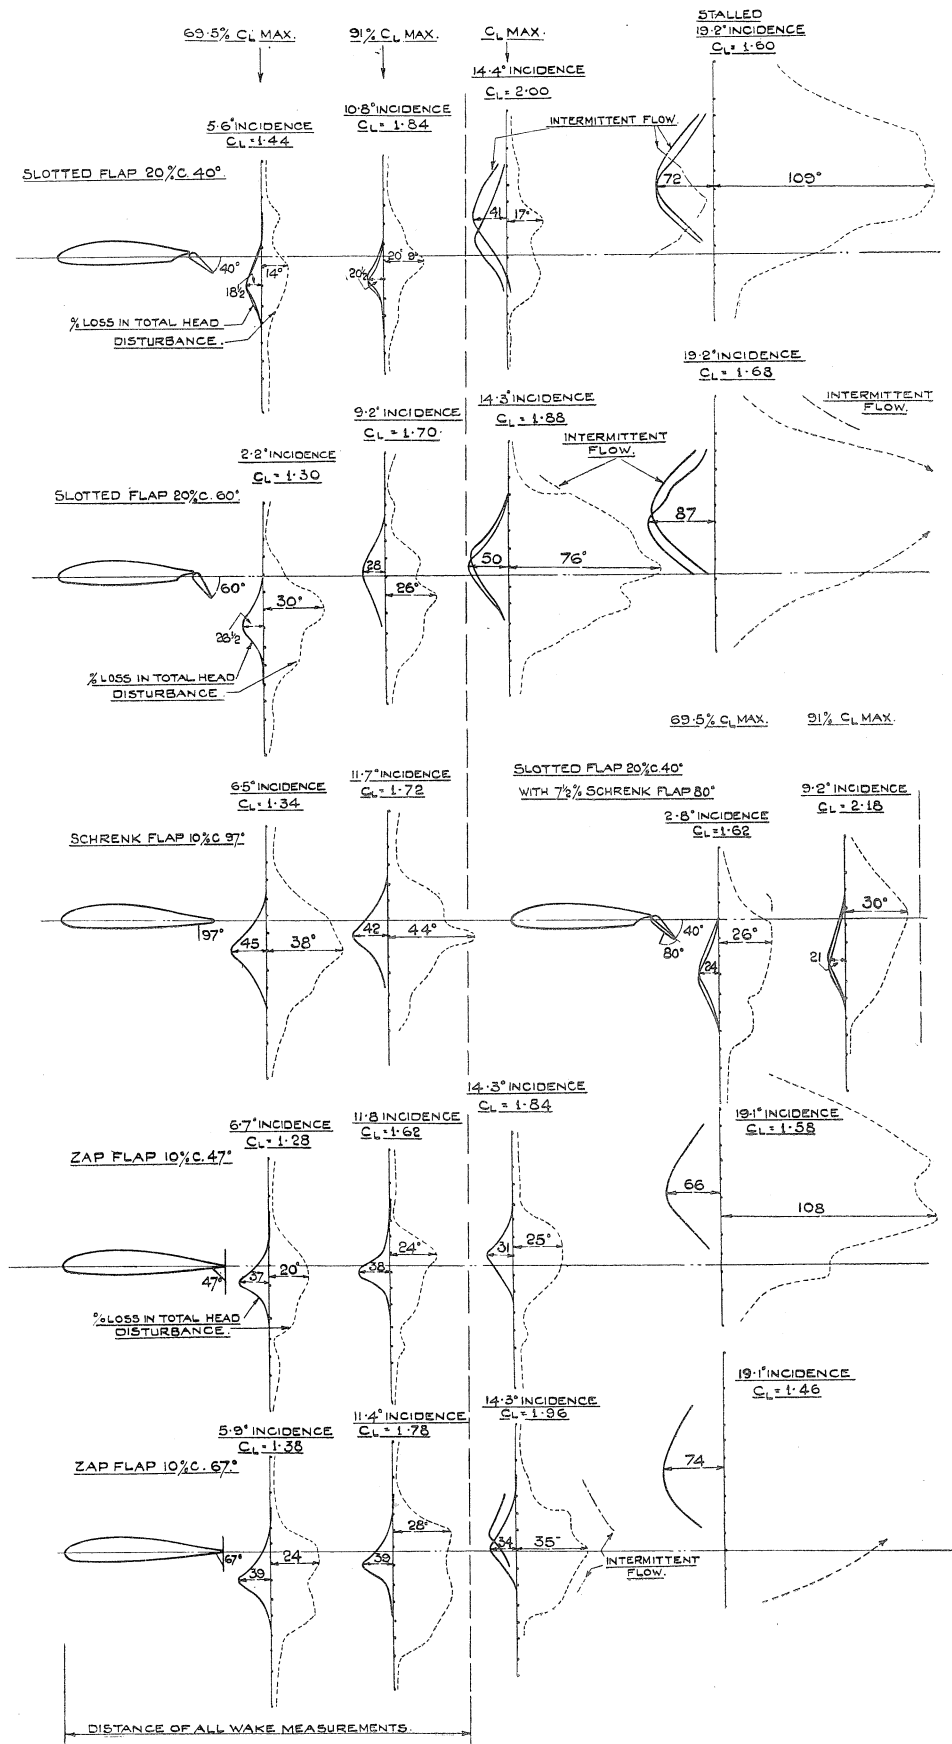 69·5% CL MAX.
91% CL MAX.
CL MAX.
STALLED
19·2° INCIDENCE
CL = 1·60
14·4° INCIDENCE
CL = 2·00
10·8° INCIDENCE
CL = 1·84
5·6° INCIDENCE
CL = 1·44
INTERMITTENT FLOW.
SLOTTED FLAP 20%C. 40°.
72
109°
41
17°
40°
18½
14°
20½
20° 9°
% LOSS IN TOTAL HEAD
DISTURBANCE.
19·2° INCIDENCE
CL = 1·68
INTERMITTENT
FLOW.
14·3° INCIDENCE
CL = 1·88
9·2° INCIDENCE
CL = 1·70.
2·2° INCIDENCE
CL = 1·30
INTERMITTENT
FLOW.
SLOTTED FLAP 20%C. 60°
87
50
76°
28
26°
60°
30°
26½
% LOSS IN TOTAL HEAD
DISTURBANCE.
69·5% CL MAX.
91% CL MAX.
SLOTTED FLAP 20%C. 40°
WITH 7½% SCHRENK FLAP 80°
9·2° INCIDENCE
CL = 2·18
2·8° INCIDENCE
CL = 1·62
6·5° INCIDENCE
CL = 1·34
11·7° INCIDENCE
CL = 1·72
SCHRENK FLAP 10%C 97°
97°
45
38°
42
44°
40°
80°
24
26°
21
30°
14·3° INCIDENCE
CL = 1·84
19·1° INCIDENCE
CL = 1·58
6·7° INCIDENCE
CL = 1·28
11·8 INCIDENCE
CL = 1·62
ZAP FLAP 10%C. 47°
66
108
47°
37
20°
38
24°
31
25°
% LOSS IN TOTAL HEAD
DISTURBANCE.
19·1° INCIDENCE
CL = 1·46
5·9° INCIDENCE
CL = 1·38
11·4° INCIDENCE
CL = 1·78
14·3° INCIDENCE
CL = 1·96
ZAP FLAP 10%C. 67°.
74
67°
39
24
39
28°
34
35°
INTERMITTENT
FLOW.
DISTANCE OF ALL WAKE MEASUREMENTS.